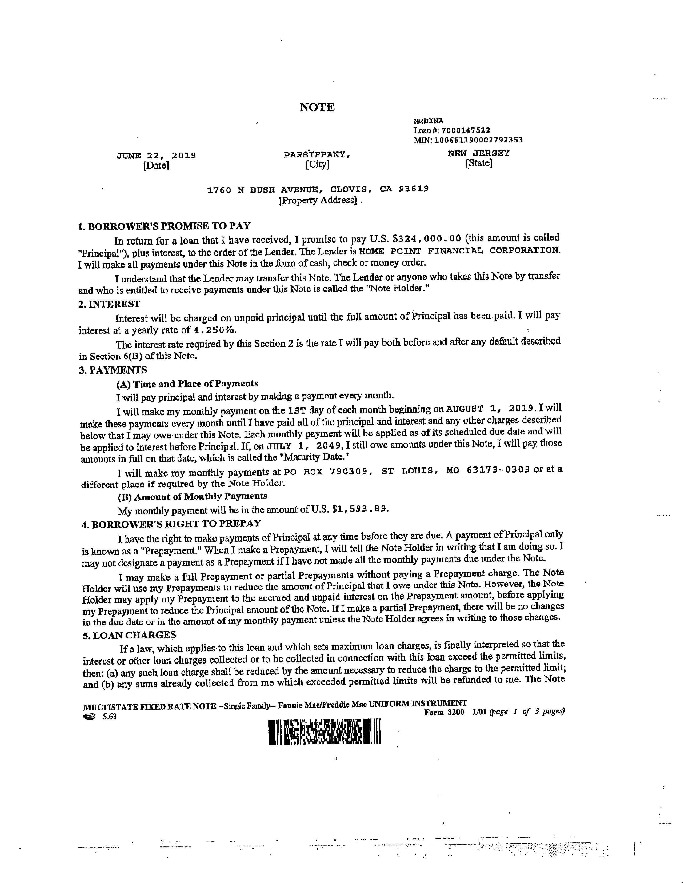 NOTE
MEDINA
Loan #: 7000147512
MIN: 100661190002792353
JUNE 22, 2019 PARSIPPANY, NEW JERSEY
[Date] [City] [State]
1760 N BUSH AVENUE, CLOVIS, CA 93619
[Property Address] .
1. BORROWER'S PROMISE TO PAY
In return for a loan that I have received, I promise to pay U.S. $324,000.00 (this amount is called
"Principal"), plus interest, to the order of the Lender. The Lender is HOME POINT FINANCIAL CORPORATION.
I will make all payments under this Note in the form of cash, check or money order.
I understand that the Lender may transfer this Note. The Lender or anyone who takes this Note by transfer
and who is entitled to receive payments under this Note is called the "Note Holder."
2. INTEREST
Interest will be charged on unpaid principal until the full amount of Principal has been paid. I will pay
interest at a yearly rate of 4.250%.
The interest rate required by this Section 2 is the rate I will pay both before and after any default described
in Section 6(B) of this Note.
3. PAYMENTS
(A) Time and Place of Payments
I will pay principal and interest by making a payment every month.
I will make my monthly payment on the 1ST day of each month beginning on AUGUST 1, 2019. I will
make these payments every month until I have paid all of the principal and interest and any other charges described
below that I may owe under this Note. Each monthly payment will be applied as of its scheduled due date and will
be applied to interest before Principal. If, on JULY 1, 2049, I still owe amounts under this Note, I will pay those
amounts in full on that date, which is called the "Maturity Date."
I will make my monthly payments at PO BOX 790309, ST LOUIS, MO 63179-0309 or at a
different place if required by the Note Holder.
(B) Amount of Monthly Payments
My monthly payment will be in the amount of U.S. $1,593.89.
4. BORROWER'S RIGHT TO PREPAY
I have the right to make payments of Principal at any time before they are due. A payment of Principal only
is known as a "Prepayment." When I make a Prepayment, I will tell the Note Holder in writing that I am doing so. I
may not designate a payment as a Prepayment if I have not made all the monthly payments due under the Note.
I may make a full Prepayment or partial Prepayments without paying a Prepayment charge. The Note
Holder will use my Prepayments to reduce the amount of Principal that I owe under this Note. However, the Note
Holder may apply my Prepayment to the accrued and unpaid interest on the Prepayment amount, before applying
my Prepayment to reduce the Principal amount of the Note. If I make a partial Prepayment, there will be no changes
in the due date or in the amount of my monthly payment unless the Note Holder agrees in writing to those changes.
5. LOAN CHARGES
If a law, which applies to this loan and which sets maximum loan charges, is finally interpreted so that the
interest or other loan charges collected or to be collected in connection with this loan exceed the permitted limits,
then: (a) any such loan charge shall be reduced by the amount necessary to reduce the charge to the permitted limit;
and (b) any sums already collected from me which exceeded permitted limits will be refunded to me. The Note
MULTISTATE FIXED RATE NOTE--Single Family-- Fannie Mae/Freddie Mac UNIFORM INSTRUMENT
Form 3200 1/01 (page 1 of 3 pages)